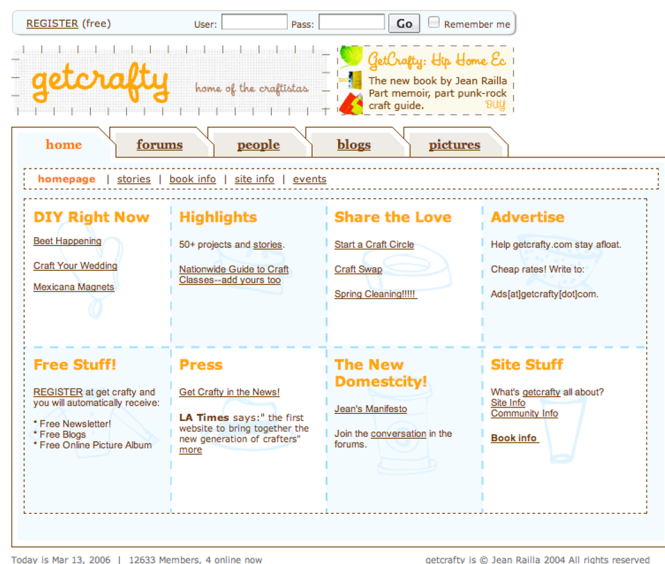 REGISTER (free) User: Pass: Go Remember me
getcrafty
home of the craftistas
GetCrafty: Hip Home Ec
The new book by Jean Railla
Part memoir, part punk-rock
craft guide.
BUY
home forums people blogs pictures
homepage | stories | book info | site info | events
DIY Right Now
Beet Happening
Craft Your Wedding
Mexicana Magnets
Highlights
50+ projects and stories.
Nationwide Guide to Craft
Classes--add yours too
Share the Love
Start a Craft Circle
Craft Swap
Spring Cleaning!!!!!
Advertise
Help getcrafty.com stay afloat.
Cheap rates! Write to:
Ads[at]getcrafty[dot]com.
Free Stuff!
REGISTER at get crafty and
you will automatically receive:
* Free Newsletter!
* Free Blogs
* Free Online Picture Album
Press
Get Crafty in the News!
LA Times says:" the first
website to bring together the
new generation of crafters"
more
The New
Domestcity!
Jean's Manifesto
Join the conversation in the
forums.
Site Stuff
What's getcrafty all about?
Site Info
Community Info
Book info
Today is Mar 13, 2006 | 12633 Members, 4 online now
getcrafty is © Jean Railla 2004 All rights reserved